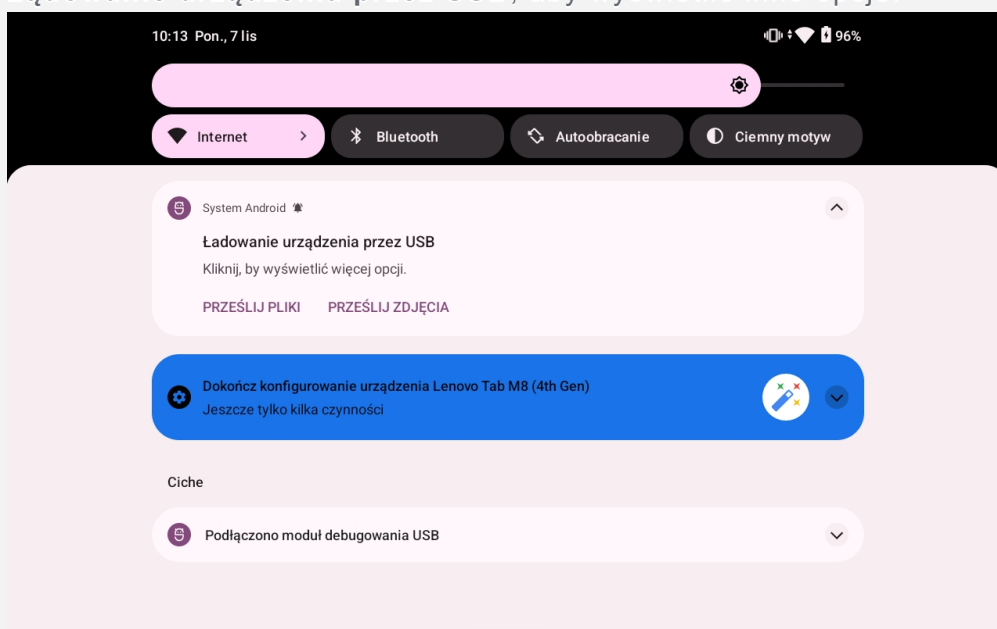 10:13 Pon., 7 lis 96%
Internet Bluetooth Autoobracanie Ciemny motyw
System Android
Ładowanie urządzenia przez USB
Kliknij, by wyświetlić więcej opcji.
PRZEŚLIJ PLIKI PRZEŚLIJ ZDJĘCIA
Dokończ konfigurowanie urządzenia Lenovo Tab M8 (4th Gen)
Jeszcze tylko kilka czynności
Ciche
Podłączono moduł debugowania USB